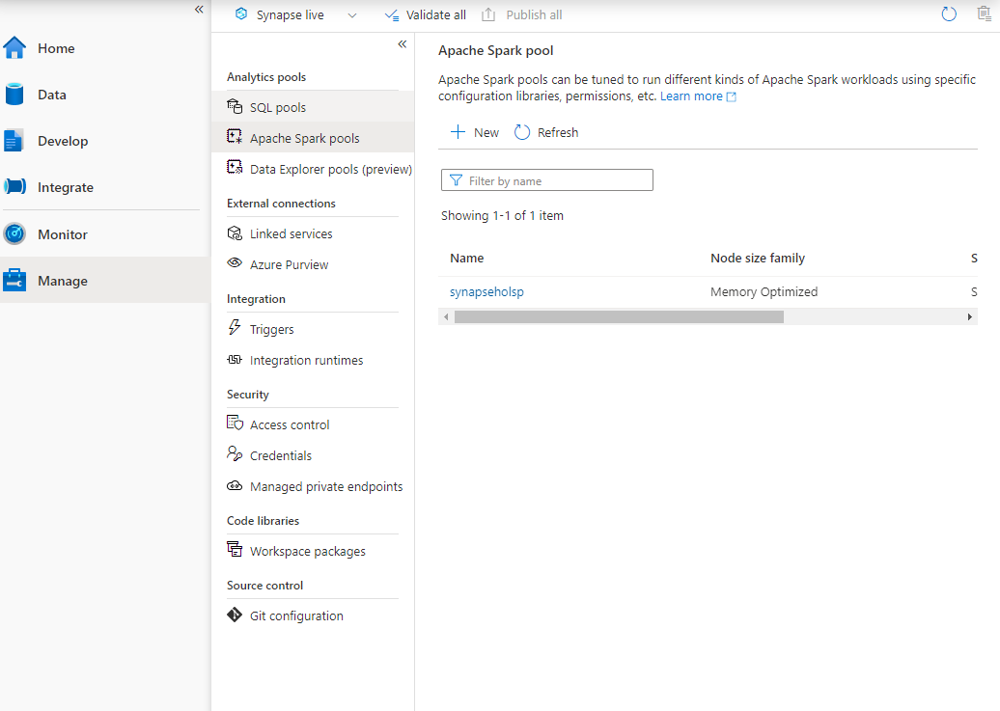 Synapse live
Validate all
Publish all
Home
Data
Develop
Integrate
Monitor
Manage
Analytics pools
SQL pools
Apache Spark pools
Data Explorer pools (preview)
External connections
Linked services
Azure Purview
Integration
Triggers
Integration runtimes
Security
Access control
Credentials
Managed private endpoints
Code libraries
Workspace packages
Source control
Git configuration
Apache Spark pool
Apache Spark pools can be tuned to run different kinds of Apache Spark workloads using specific
configuration libraries, permissions, etc. Learn more
New Refresh
Filter by name
Showing 1-1 of 1 item
Name Node size family S
synapseholsp Memory Optimized S